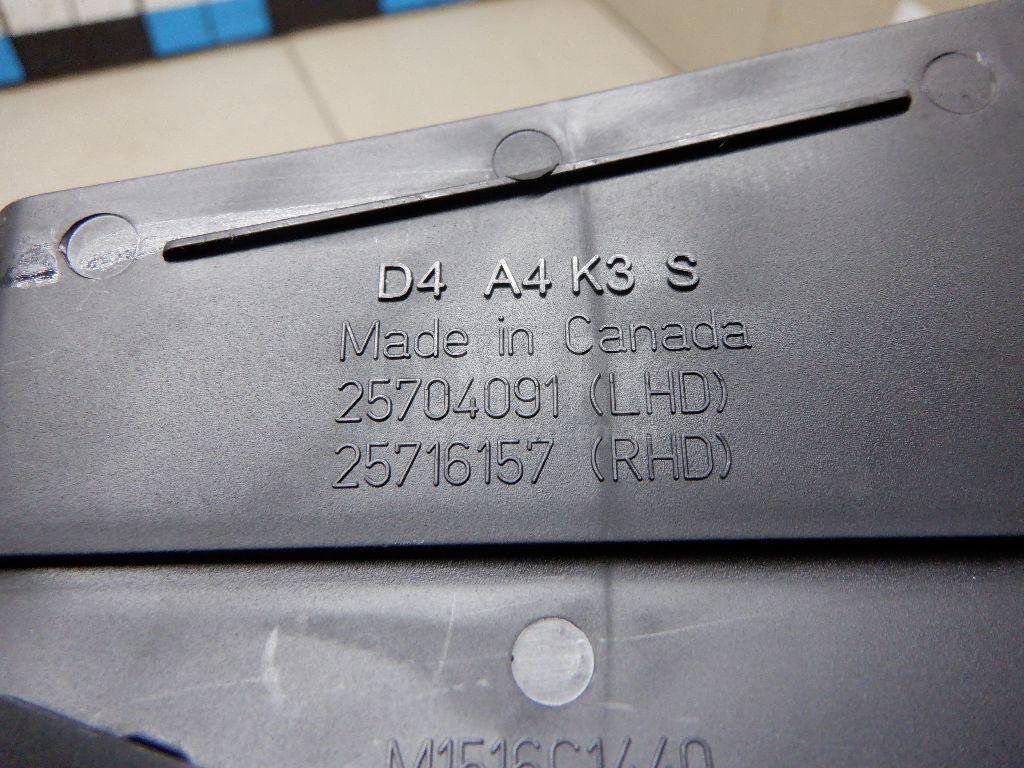 D4 A4 K3 S
Made in Canada
25704091 (LHD)
25716157 (RHD)